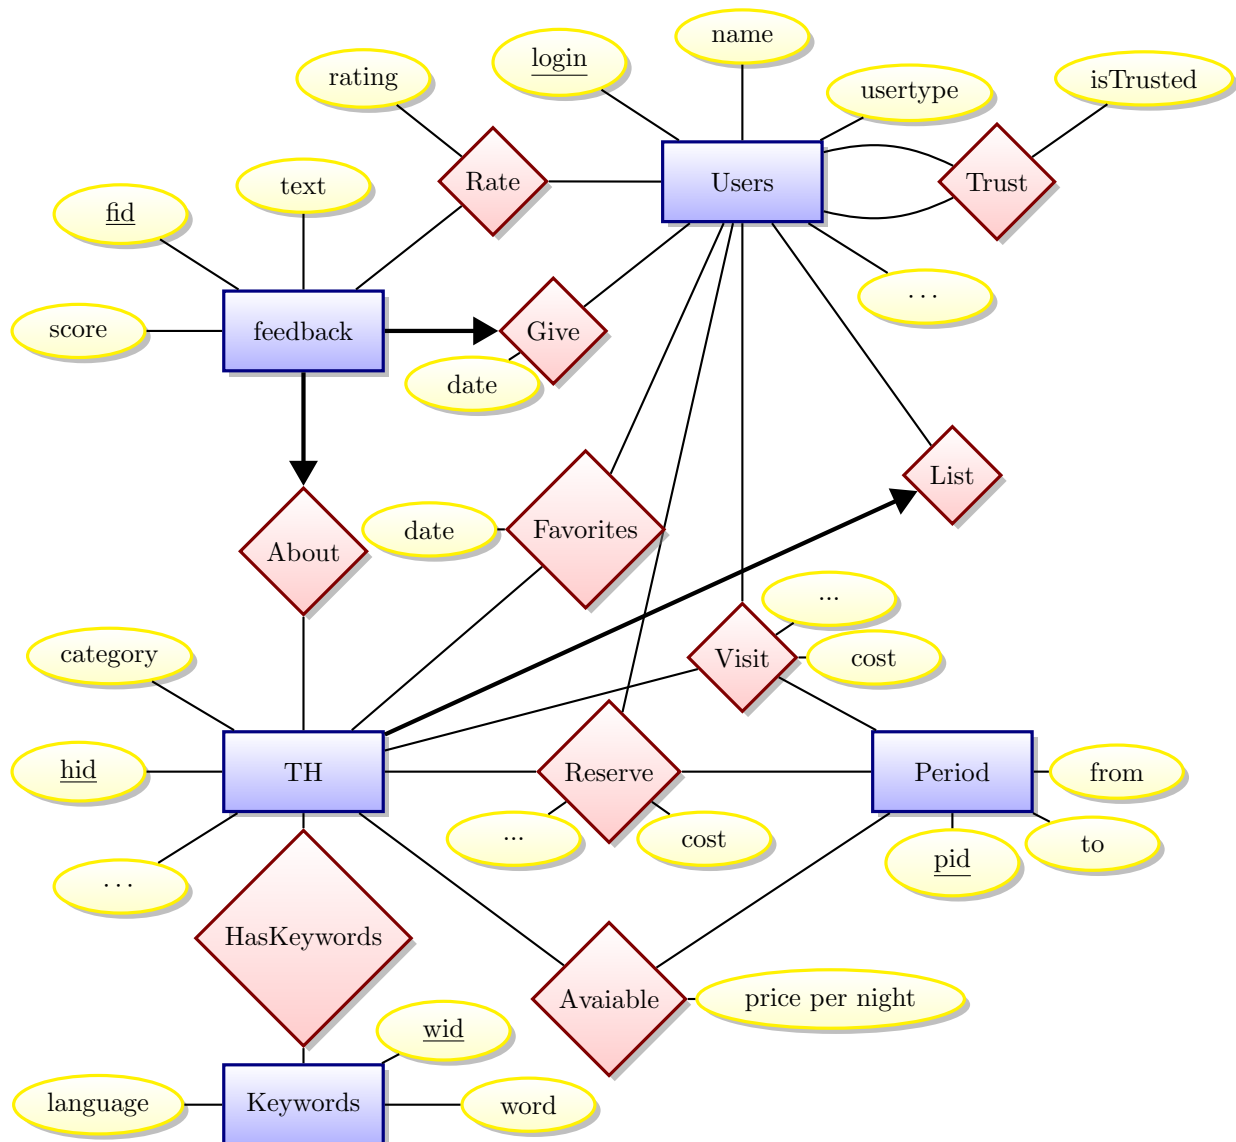 name
login
rating
usertype
isTrusted
Rate
Users
Trust
text
fid
...
score
feedback
Give
date
List
date
Favorites
About
...
category
Visit
cost
hid
TH
Reserve
Period
from
...
cost
to
pid
...
HasKeywords
Avaiable
price per night
wid
language
Keywords
word